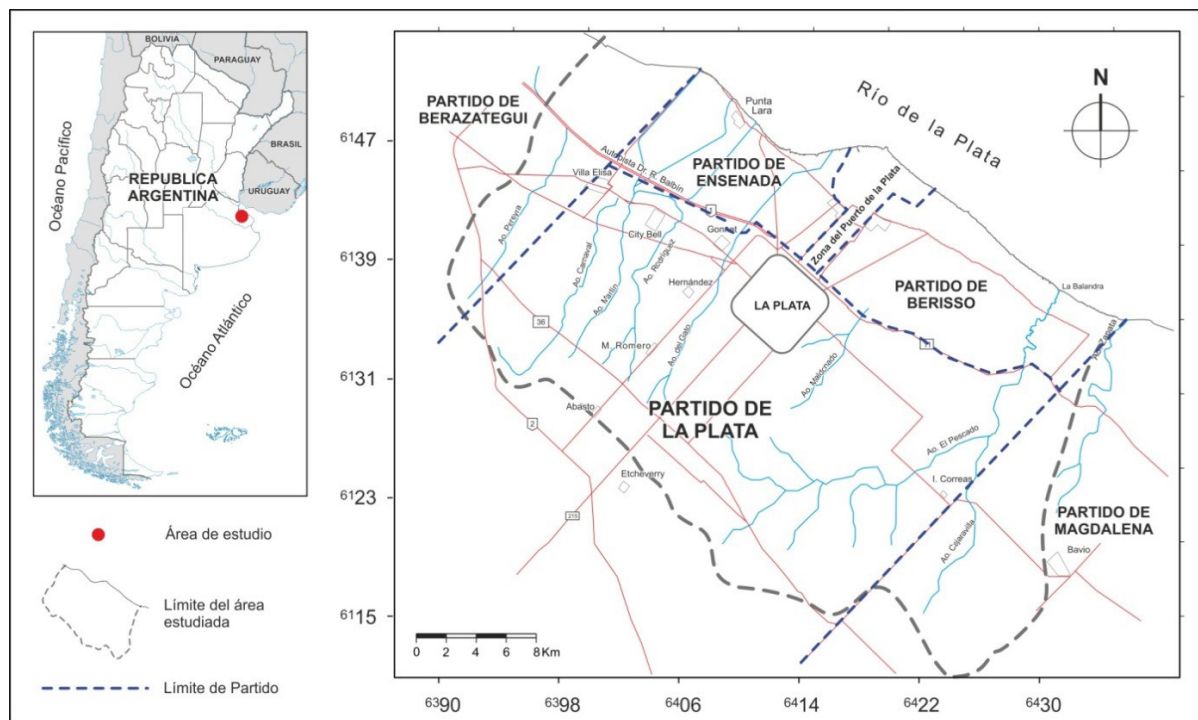 BOLIVIA
PARAGUAY
BRASIL
URUGUAY
REPUBLICA
ARGENTINA
Océano Pacífico
Océano Atlántico
Área de estudio
Límite del área
estudiada
Límite de Partido
N
Río de la Plata
PARTIDO DE
BERAZATEGUI
Punta
Lara
PARTIDO DE
ENSENADA
Autopista Dr. R. Balbín
Villa Elisa
1
Zona del Puerto de la Plata
City Bell
Gonnet
Ao. Pereyra
Ao. Carnaval
Ao. Martín
Ao. Rodríguez
Hernández
LA PLATA
PARTIDO DE
BERISSO
La Balandra
Ao. Zapata
36
11
M. Romero
Ao. del Gato
Ao. Maldonado
Abasto
2
PARTIDO DE
LA PLATA
Ao. El Pescado
Etcheverry
I. Correas
215
PARTIDO DE
MAGDALENA
Ao. Cajaravilla
Bavio
6147
6139
6131
6123
6115
0 2 4 6 8 Km
6390 6398 6406 6414 6422 6430